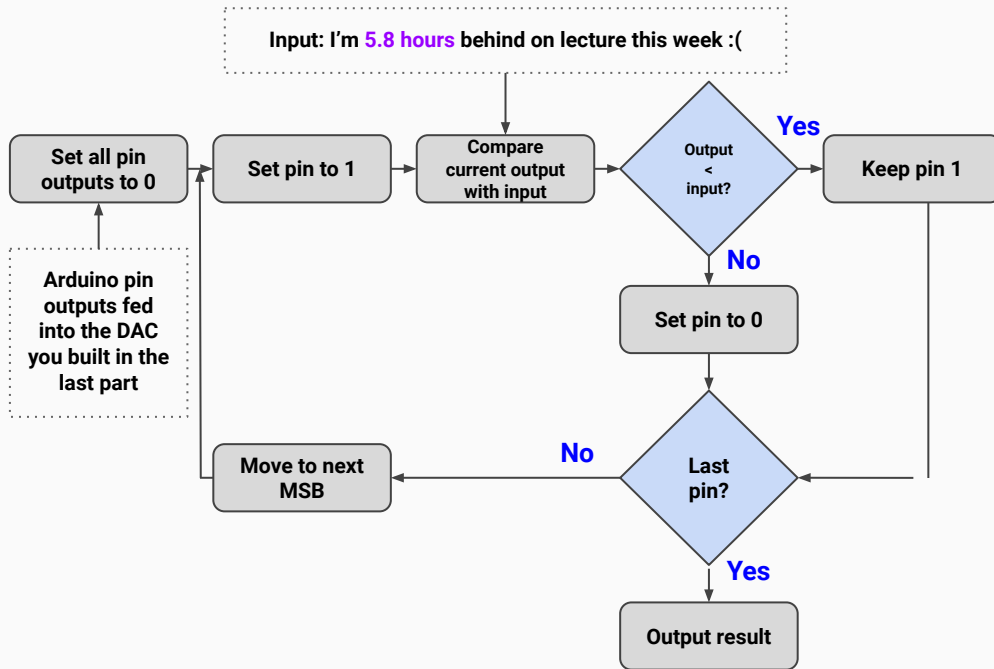 Input: I'm 5.8 hours behind on lecture this week :(
Set all pin
outputs to 0
Set pin to 1
Compare
current output
with input
Output
<
input?
Yes
Keep pin 1
No
Set pin to 0
Arduino pin
outputs fed
into the DAC
you built in the
last part
Last
pin?
No
Move to next
MSB
Yes
Output result